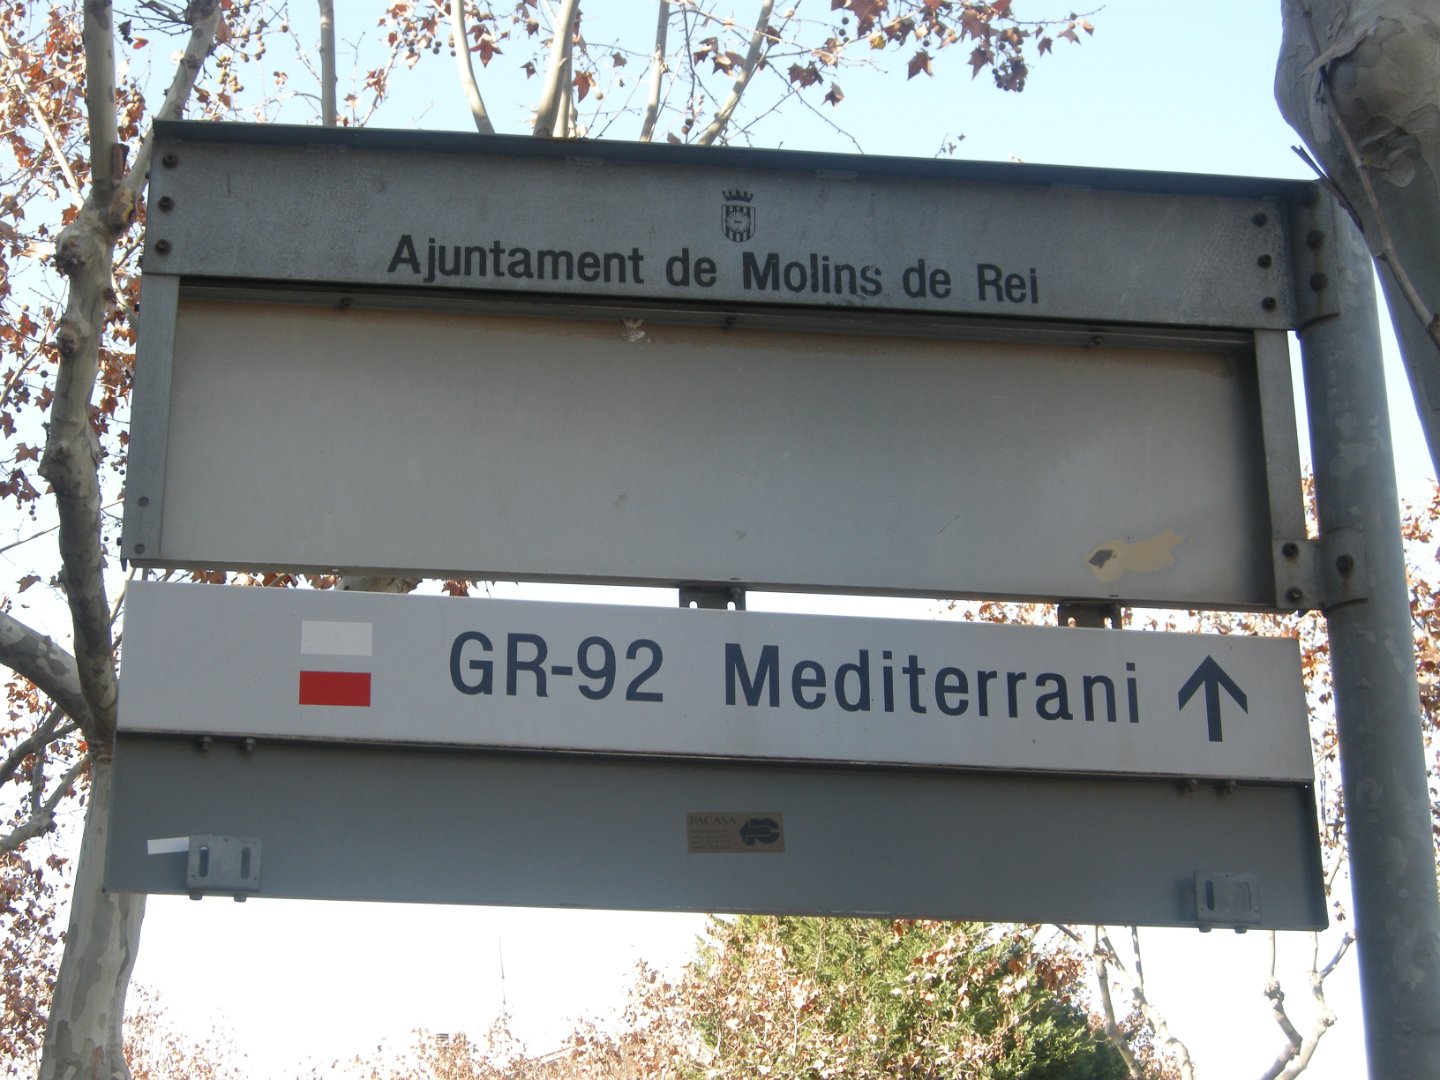 Ajuntament de Molins de Rei
GR-92 Mediterrani ↑
PACASA